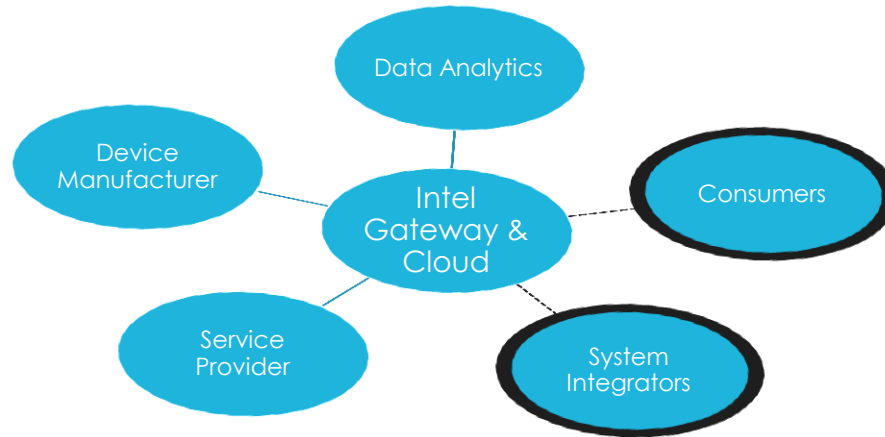 Data Analytics
Device
Manufacturer
Consumers
Intel
Gateway &
Cloud
Service
Provider
System
Integrators